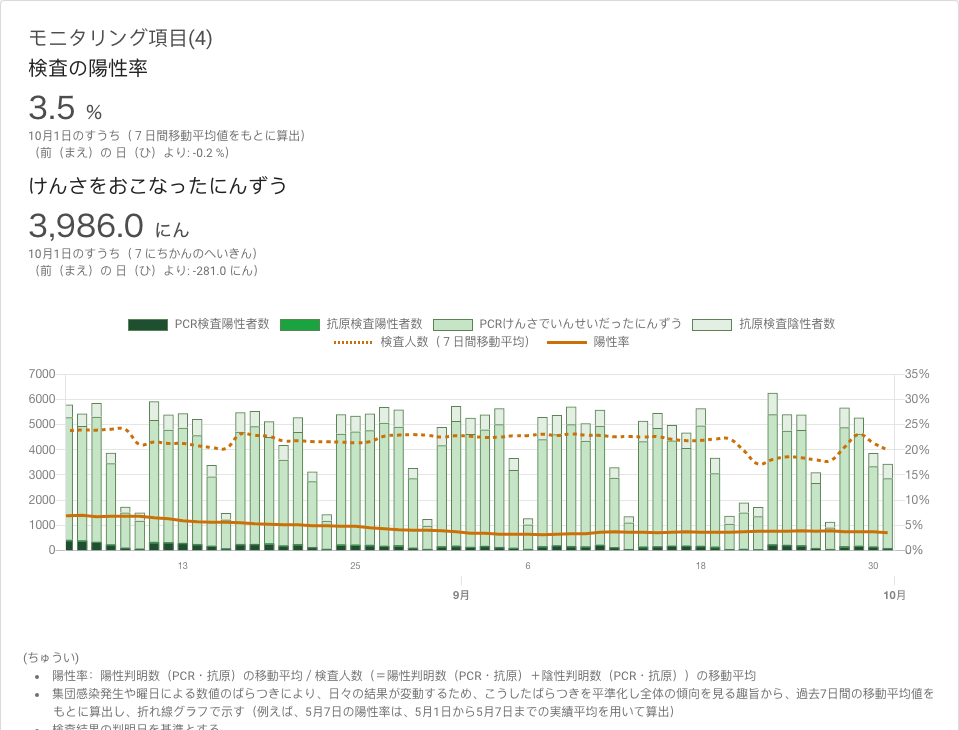 モニタリング項目(4)
検査の陽性率
3.5 %
10月1日のすうち（７日間移動平均値をもとに算出）
（前（まえ）の 日（ひ）より: -0.2 %）
けんさをおこなったにんずう
3,986.0 にん
10月1日のすうち（７にちかんのへいきん）
（前（まえ）の 日（ひ）より: -281.0 にん）
PCR検査陽性者数 抗原検査陽性者数 PCRけんさでいんせいだったにんずう 抗原検査陰性者数
検査人数（７日間移動平均） 陽性率
7000 35%
6000 30%
5000 25%
4000 20%
3000 15%
2000 10%
1000 5%
0 0%
13 25 6 18 30
9月 10月
(ちゅうい)
• 陽性率：陽性判明数（PCR・抗原）の移動平均 / 検査人数（＝陽性判明数（PCR・抗原）＋陰性判明数（PCR・抗原））の移動平均
• 集団感染発生や曜日による数値のばらつきにより、日々の結果が変動するため、こうしたばらつきを平準化し全体の傾向を見る趣旨から、過去7日間の移動平均値を
もとに算出し、折れ線グラフで示す（例えば、5月7日の陽性率は、5月1日から5月7日までの実績平均を用いて算出）
• 検査結果の判明日を基準とする